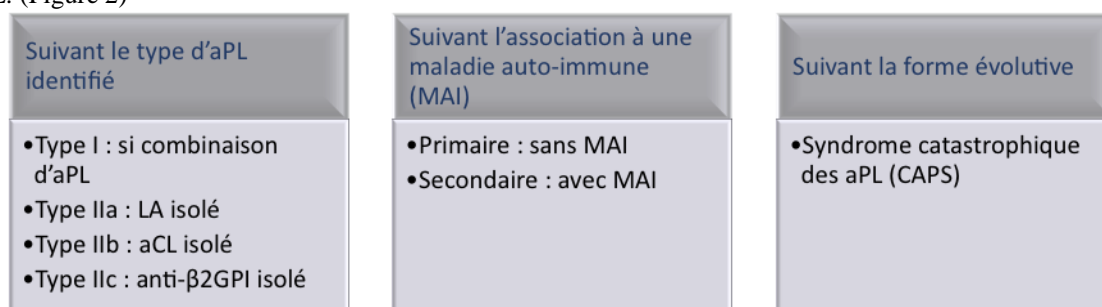 (Figure 2)
Suivant le type d’aPL
identifié
•Type I : si combinaison
d’aPL
•Type IIa : LA isolé
•Type IIb : aCL isolé
•Type IIc : anti-β2GPI isolé
Suivant l’association à une
maladie auto-immune
(MAI)
•Primaire : sans MAI
•Secondaire : avec MAI
Suivant la forme évolutive
•Syndrome catastrophique
des aPL (CAPS)